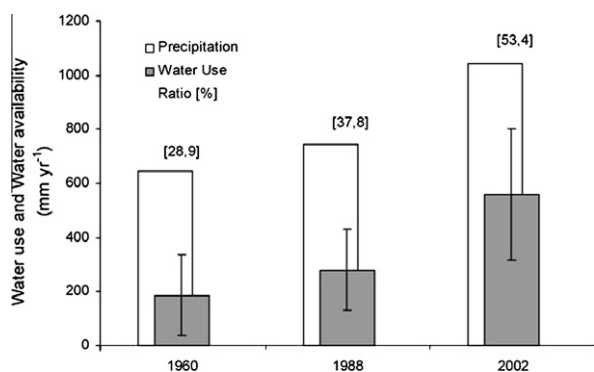 Water use and Water availability
(mm yr⁻¹)
1200
1000
800
600
400
200
0
Precipitation
Water Use
Ratio [%]
[28,9]
[37,8]
[53,4]
1960
1988
2002